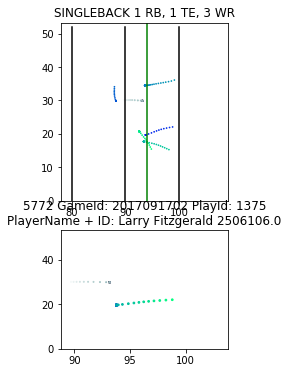 SINGLEBACK 1 RB, 1 TE, 3 WR
50
40
30
20
10
0
80 90 100
5772 GameId: 2017091702 PlayId: 1375
PlayerName + ID: Larry Fitzgerald 2506106.0
40
20
0
90 95 100